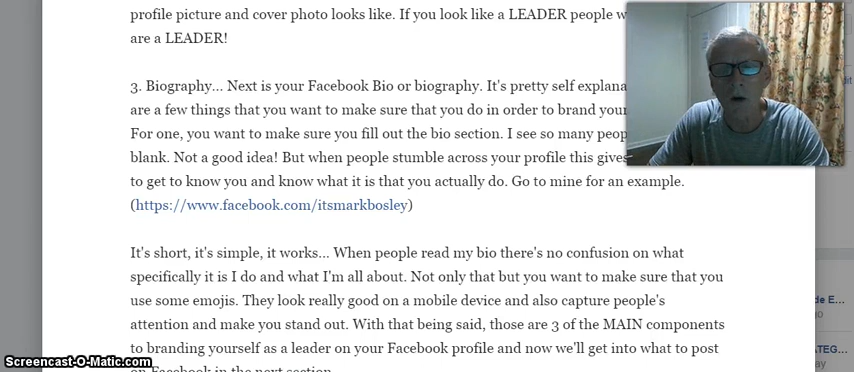 profile picture and cover photo looks like. If you look like a LEADER people
are a LEADER!
3. Biography... Next is your Facebook Bio or biography. It's pretty self
are a few things that you want to make sure that you do in order to brand
For one, you want to make sure you fill out the bio section. I see so many
blank. Not a good idea! But when people stumble across your profile this gives
to get to know you and know what it is that you actually do. Go to mine for an example.
(https://www.facebook.com/itsmarkbosley)
It's short, it's simple, it works... When people read my bio there's no confusion on what
specifically it is I do and what I'm all about. Not only that but you want to make sure that you
use some emojis. They look really good on a mobile device and also capture people's
attention and make you stand out. With that being said, those are 3 of the MAIN components
to branding yourself as a leader on your Facebook profile and now we'll get into what to post
on Facebook in the next section.
Screencast-O-Matic.com